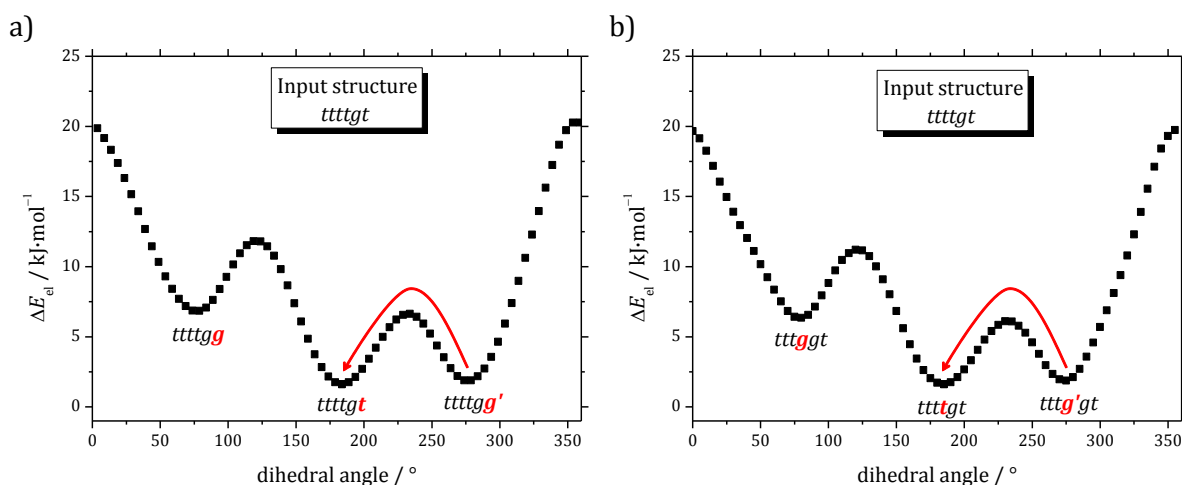 a)
25
20
15
10
5
0
ΔE_el / kJ·mol⁻¹
Input structure
ttttgt
ttttgg
ttttgt
ttttgg'
0 50 100 150 200 250 300 350
dihedral angle / °
b)
25
20
15
10
5
0
ΔE_el / kJ·mol⁻¹
Input structure
ttttgt
tttggt
ttttgt
tttg'gt
0 50 100 150 200 250 300 350
dihedral angle / °